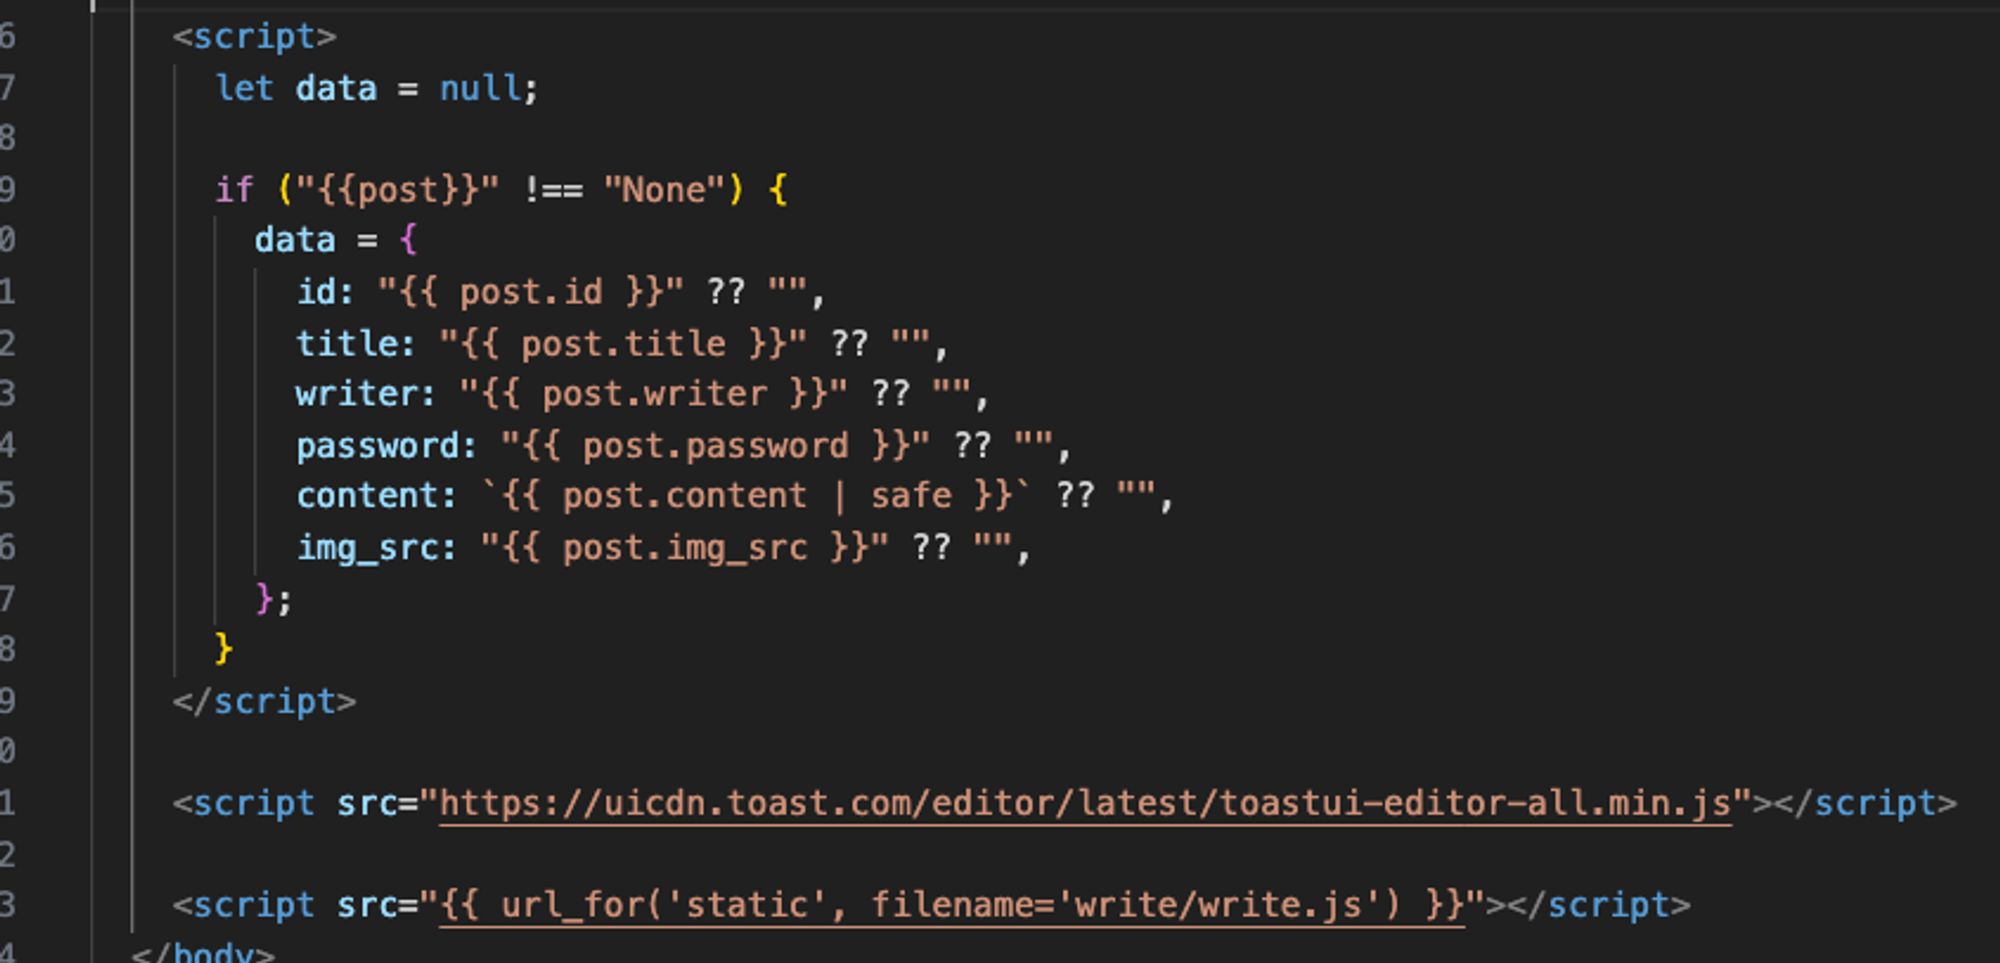 6 <script>
7 let data = null;
8
9 if ("{{post}}" !== "None") {
0 data = {
1 id: "{{ post.id }}" ?? "",
2 title: "{{ post.title }}" ?? "",
3 writer: "{{ post.writer }}" ?? "",
4 password: "{{ post.password }}" ?? "",
5 content: `{{ post.content | safe }}` ?? "",
6 img_src: "{{ post.img_src }}" ?? "",
7 };
8 }
9 </script>
0
1 <script src="https://uicdn.toast.com/editor/latest/toastui-editor-all.min.js"></script>
2
3 <script src="{{ url_for('static', filename='write/write.js') }}"></script>
4 </body>